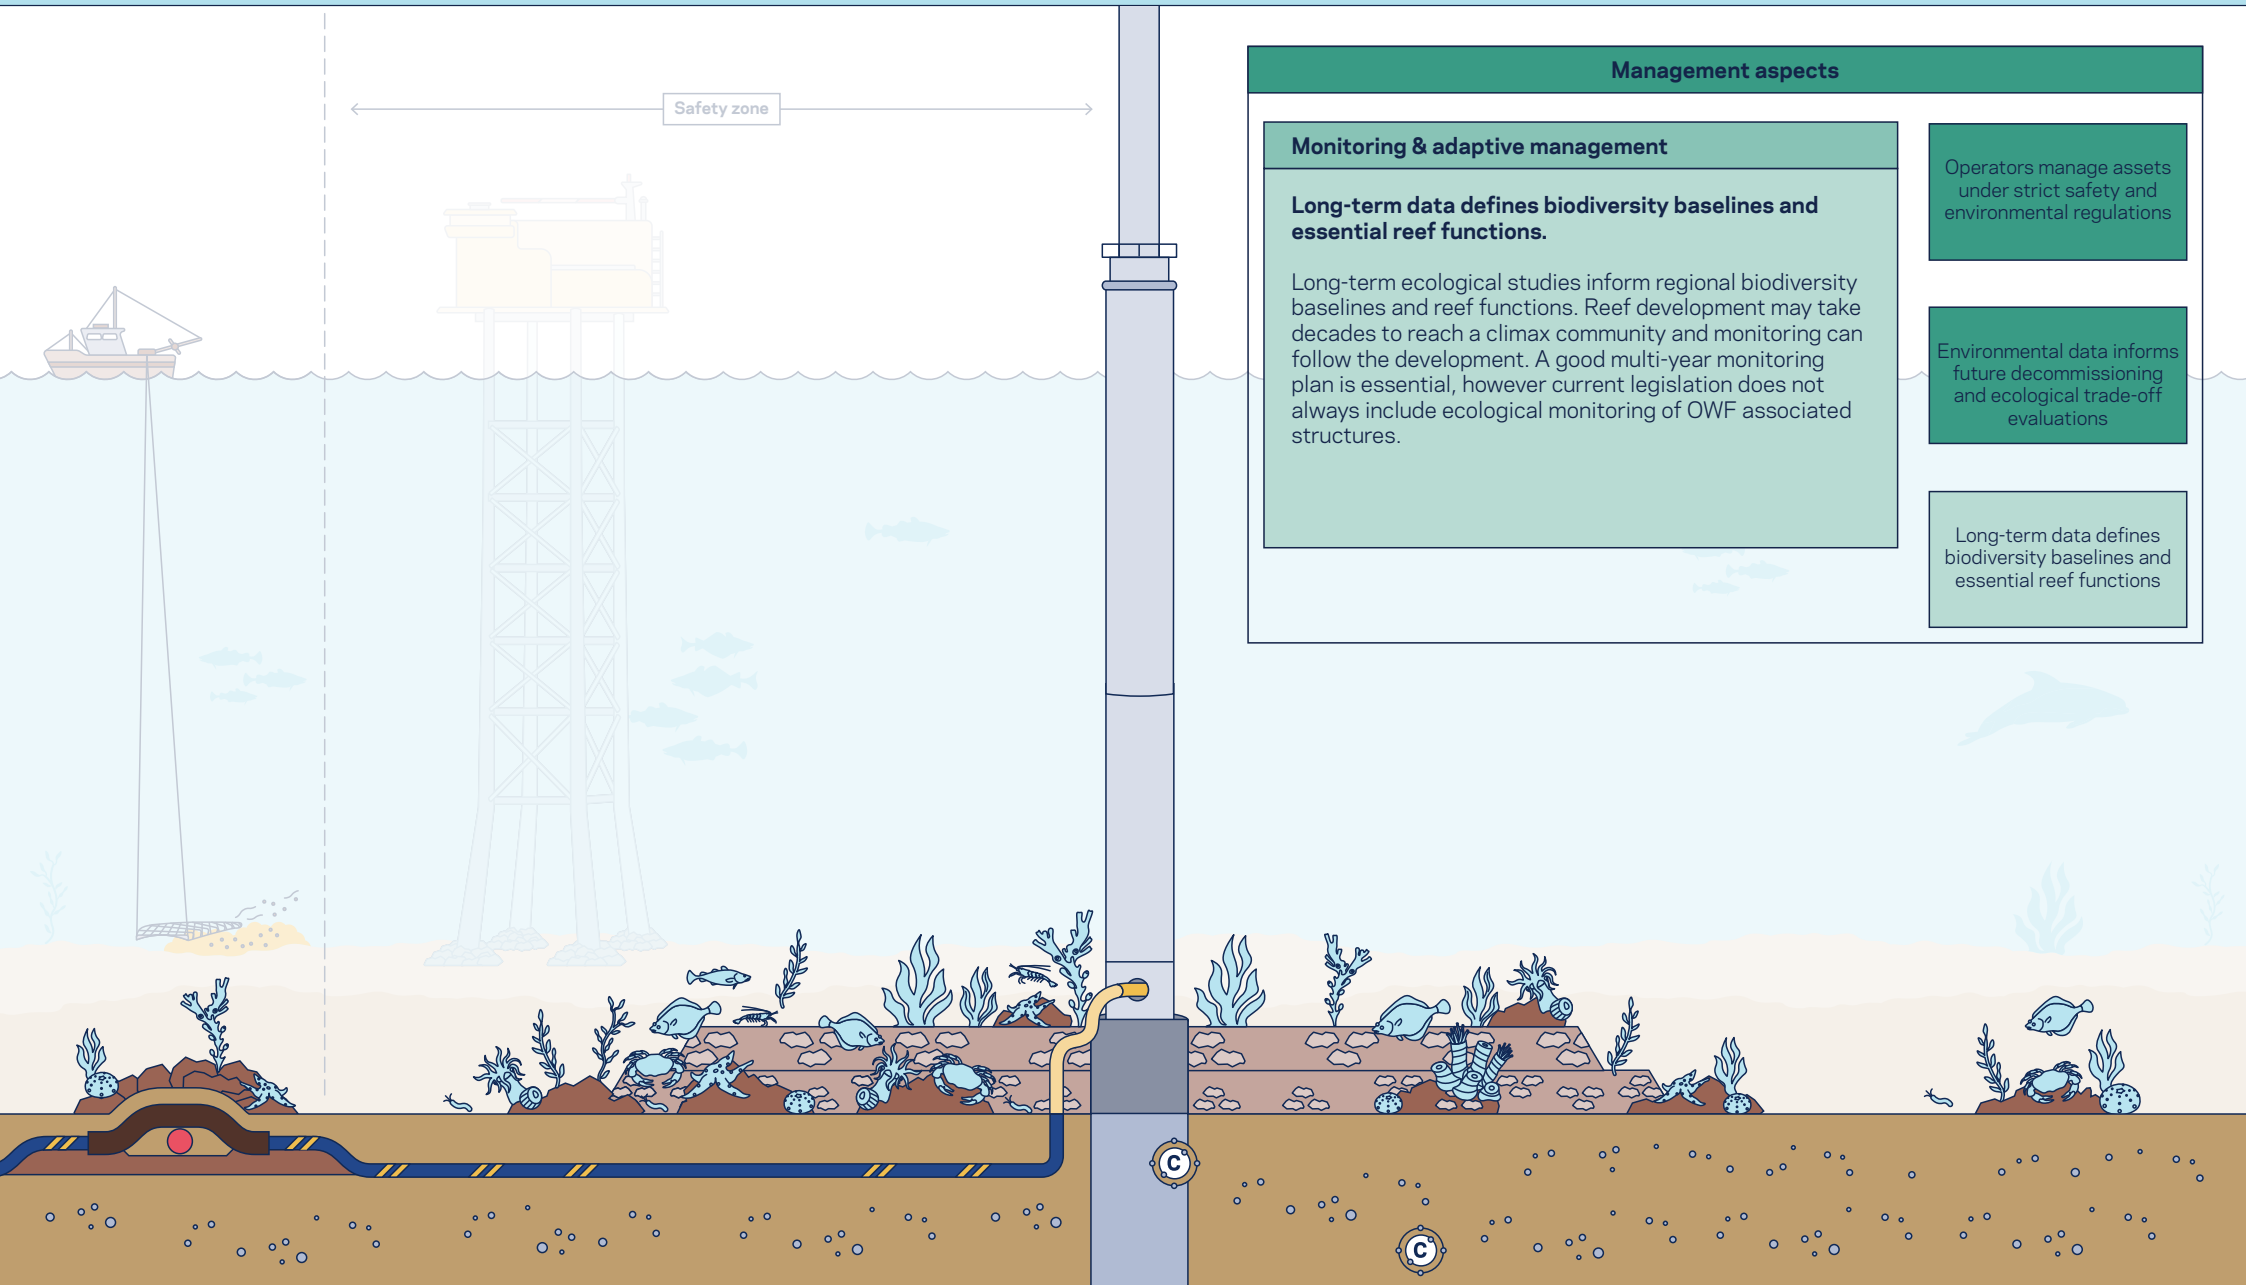 Management aspects
Safety zone
Monitoring & adaptive management
Long-term data defines biodiversity baselines and
essential reef functions.
Long-term ecological studies inform regional biodiversity
baselines and reef functions. Reef development may take
decades to reach a climax community and monitoring can
follow the development. A good multi-year monitoring
plan is essential, however current legislation does not
always include ecological monitoring of OWF associated
structures.
Operators manage assets
under strict safety and
environmental regulations
Environmental data informs
future decommissioning
and ecological trade-off
evaluations
Long-term data defines
biodiversity baselines and
essential reef functions
C
C